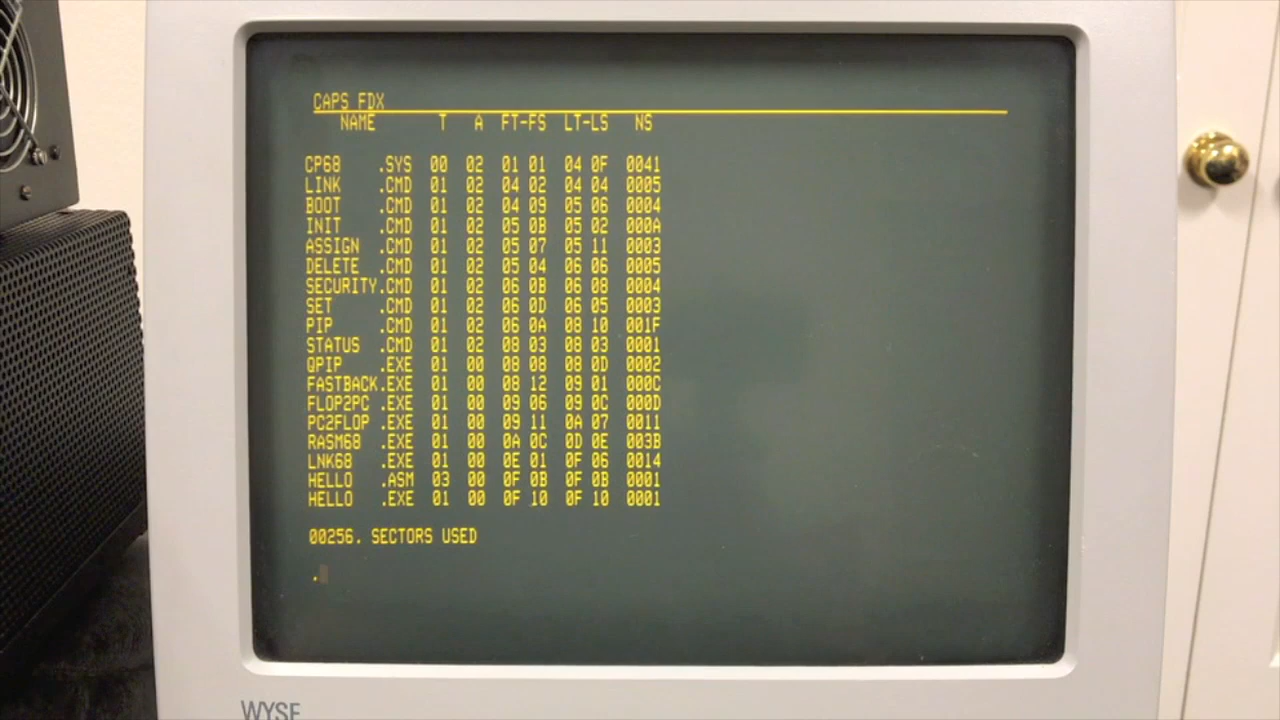 CAPS FDX
NAME T A FT-FS LT-LS NS
CP68 .SYS 00 02 01 01 04 0F 0041
LINK .CMD 01 02 04 02 04 04 0005
BOOT .CMD 01 02 04 09 05 06 0004
INIT .CMD 01 02 05 0B 05 02 000A
ASSIGN .CMD 01 02 05 07 05 11 0003
DELETE .CMD 01 02 05 04 06 06 0005
SECURITY.CMD 01 02 06 0B 06 08 0004
SET .CMD 01 02 06 0D 06 05 0003
PIP .CMD 01 02 06 0A 08 10 001F
STATUS .CMD 01 02 08 03 08 03 0001
QPIP .EXE 01 00 08 08 08 0D 0002
FASTBACK.EXE 01 00 08 12 09 01 000C
FLOP2PC .EXE 01 00 09 06 09 0C 000D
PC2FLOP .EXE 01 00 09 11 0A 07 0011
RASM68 .EXE 01 00 0A 0C 0D 0E 003B
LNK68 .EXE 01 00 0E 01 0F 06 0014
HELLO .ASM 03 00 0F 0B 0F 0B 0001
HELLO .EXE 01 00 0F 10 0F 10 0001
00256. SECTORS USED
.
WYSE